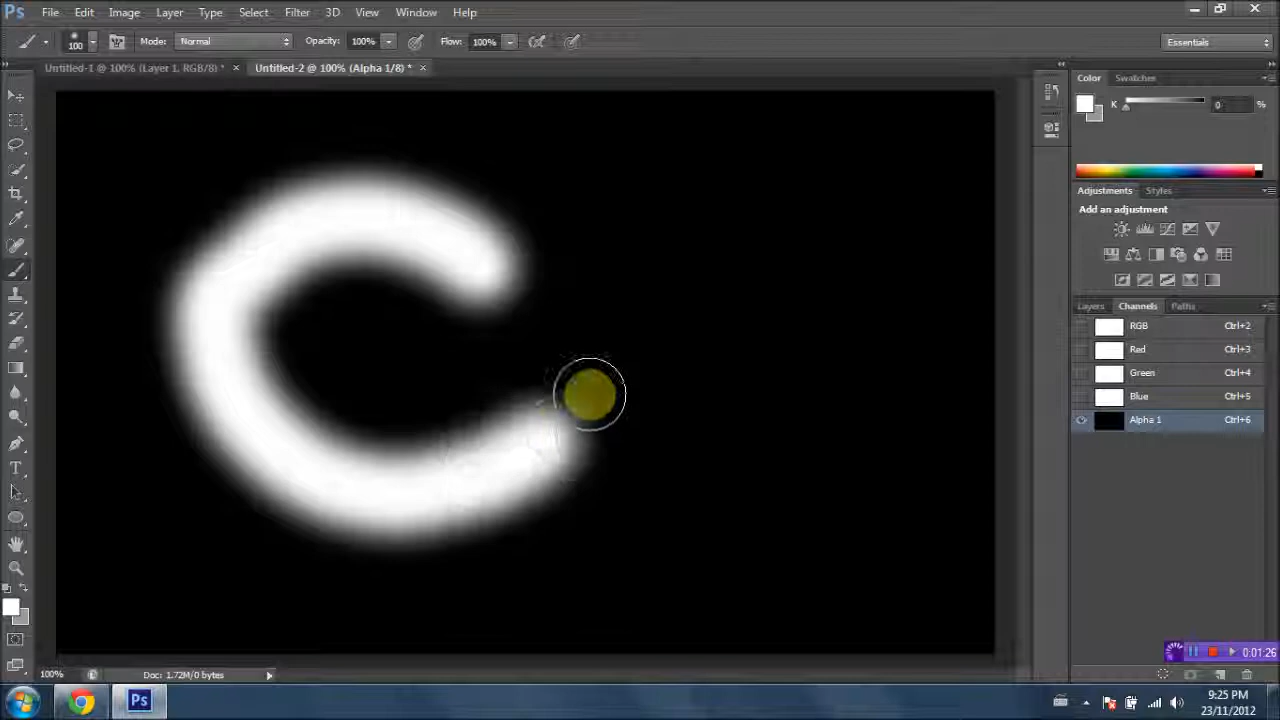 Ps File Edit Image Layer Type Select Filter 3D View Window Help
100 Mode: Normal Opacity: 100% Flow: 100% Essentials
Untitled-1 @ 100% (Layer 1, RGB/8) * × Untitled-2 @ 100% (Alpha 1/8) * ×
Color Swatches
K 0 %
Adjustments Styles
Add an adjustment
Layers Channels Paths
RGB Ctrl+2
Red Ctrl+3
Green Ctrl+4
Blue Ctrl+5
Alpha 1 Ctrl+6
T
0:01:26
100% Doc: 1.72M/0 bytes
Ps
9:25 PM
23/11/2012